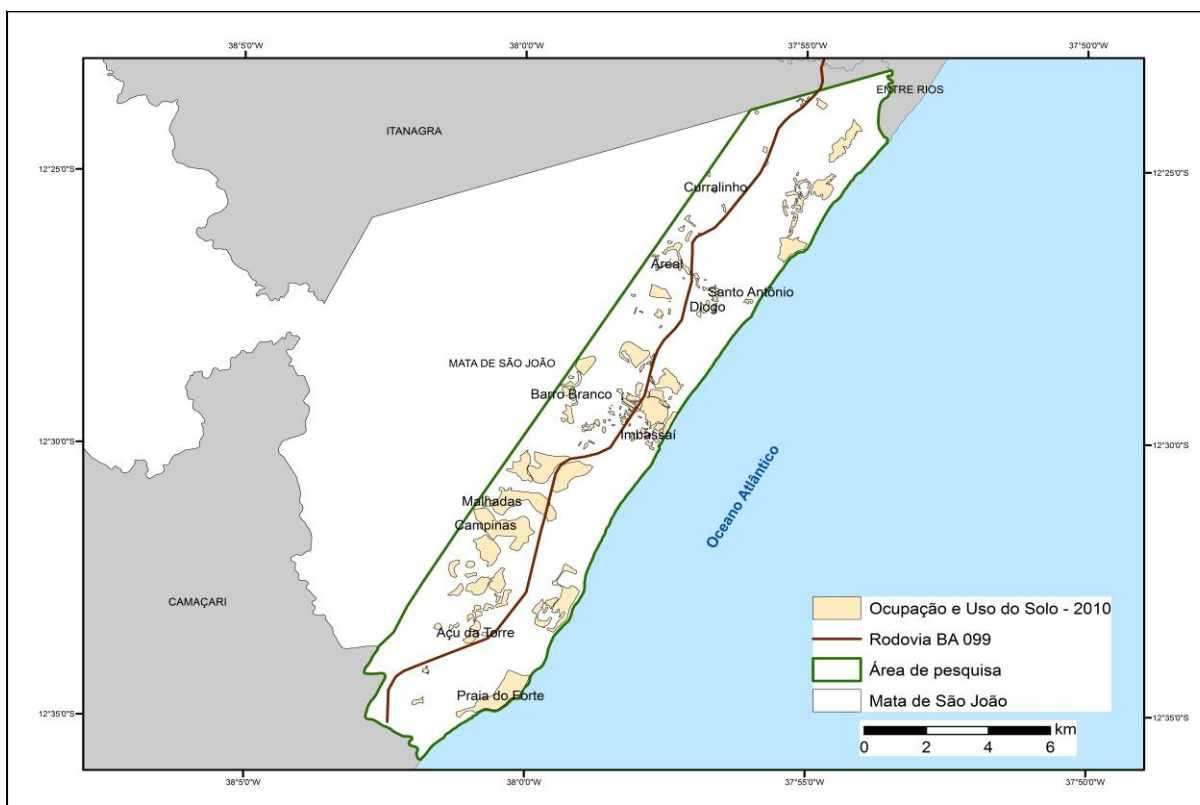 38°5'0"W 38°0'0"W 37°55'0"W 37°50'0"W
ENTRE RIOS
ITANAGRA
12°25'0"S 12°25'0"S
Curralinho
Areal
Santo Antônio
Diogo
MATA DE SÃO JOÃO
Barro Branco
Imbassaí
12°30'0"S 12°30'0"S
Malhadas
Campinas
Oceano Atlântico
CAMAÇARI
Açu da Torre
Praia do Forte
12°35'0"S 12°35'0"S
Ocupação e Uso do Solo - 2010
Rodovia BA 099
Área de pesquisa
Mata de São João
km
0 2 4 6
38°5'0"W 38°0'0"W 37°55'0"W 37°50'0"W